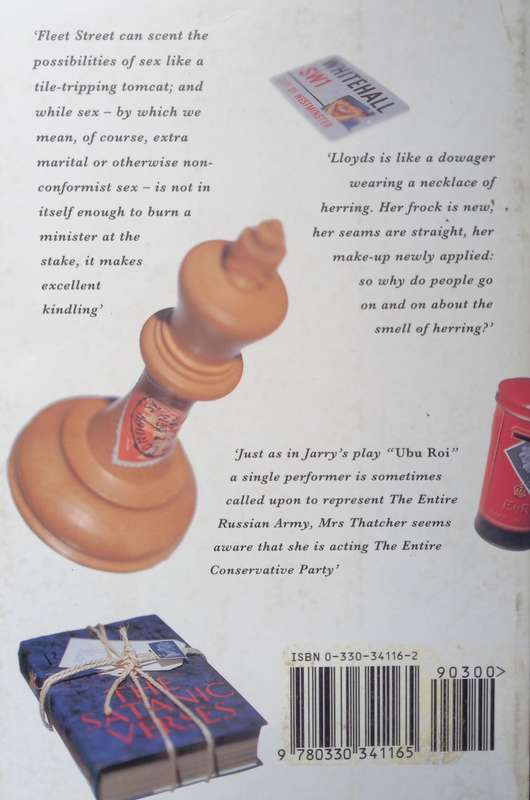 ‘Fleet Street can scent the
possibilities of sex like a
tile-tripping tomcat; and
while sex – by which we
mean, of course, extra
marital or otherwise non-
conformist sex – is not in
itself enough to burn a
minister at the
stake, it makes
excellent
kindling’
WHITEHALL
SW1
OF WESTMINSTER
‘Lloyds is like a dowager
wearing a necklace of
herring. Her frock is new,
her seams are straight, her
make-up newly applied:
so why do people go
on and on about the
smell of herring?’
‘Just as in Jarry’s play “Ubu Roi”
a single performer is sometimes
called upon to represent The Entire
Russian Army, Mrs Thatcher seems
aware that she is acting The Entire
Conservative Party’
THE
SATANIC
VERSES
ISBN 0-330-34116-2
90300>
9 780330 341165